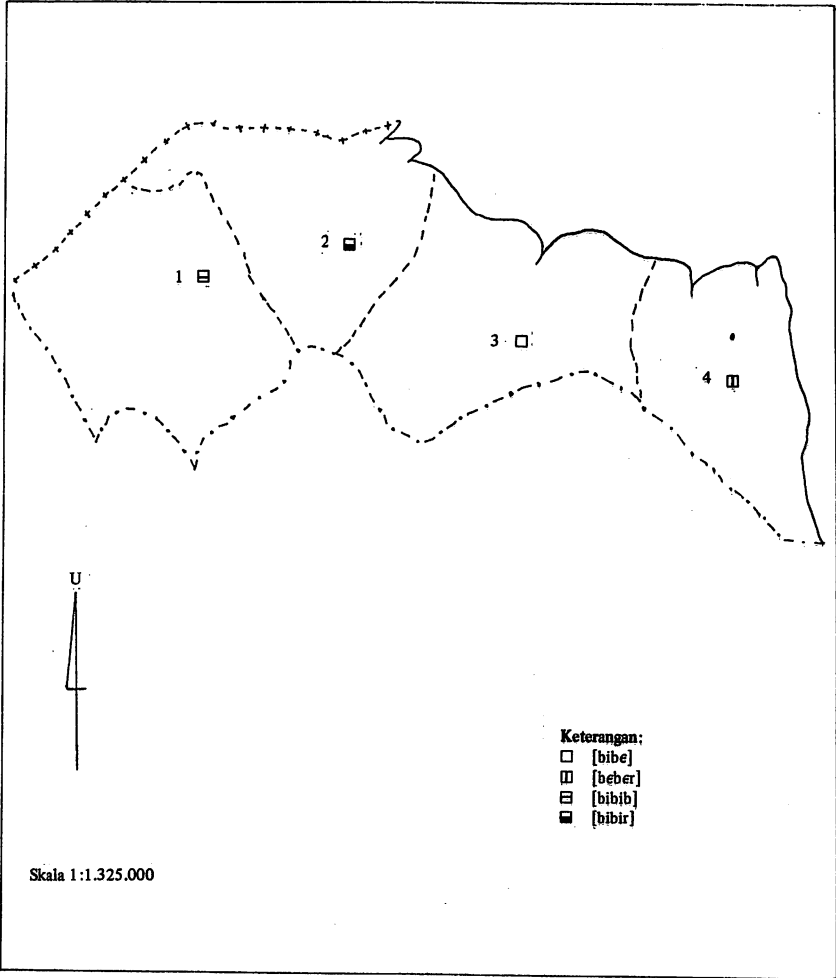 2
1
3
4
U
Keterangan:
[bibe]
[beber]
[bibib]
[bibir]
Skala 1:1.325.000